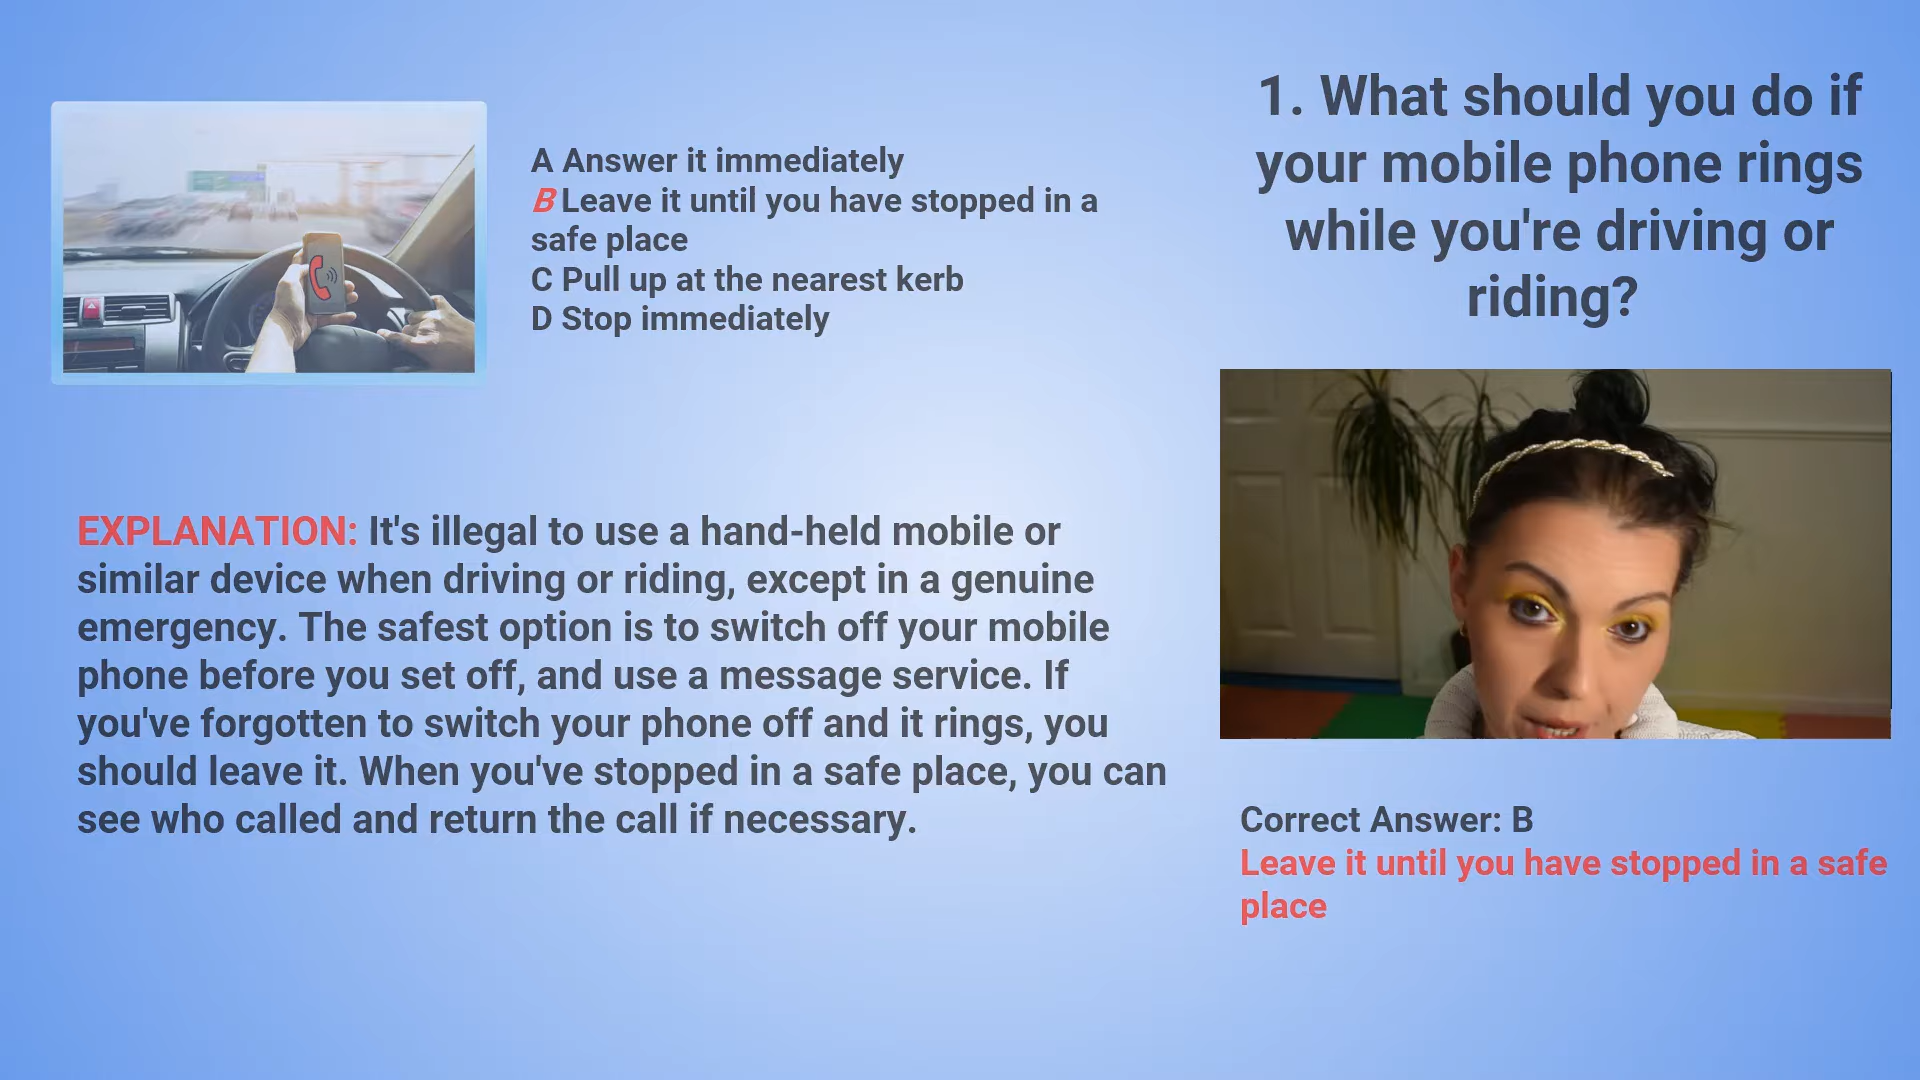 1. What should you do if
your mobile phone rings
while you're driving or
riding?
A Answer it immediately
B Leave it until you have stopped in a
safe place
C Pull up at the nearest kerb
D Stop immediately
EXPLANATION: It's illegal to use a hand-held mobile or
similar device when driving or riding, except in a genuine
emergency. The safest option is to switch off your mobile
phone before you set off, and use a message service. If
you've forgotten to switch your phone off and it rings, you
should leave it. When you've stopped in a safe place, you can
see who called and return the call if necessary.
Correct Answer: B
Leave it until you have stopped in a safe
place